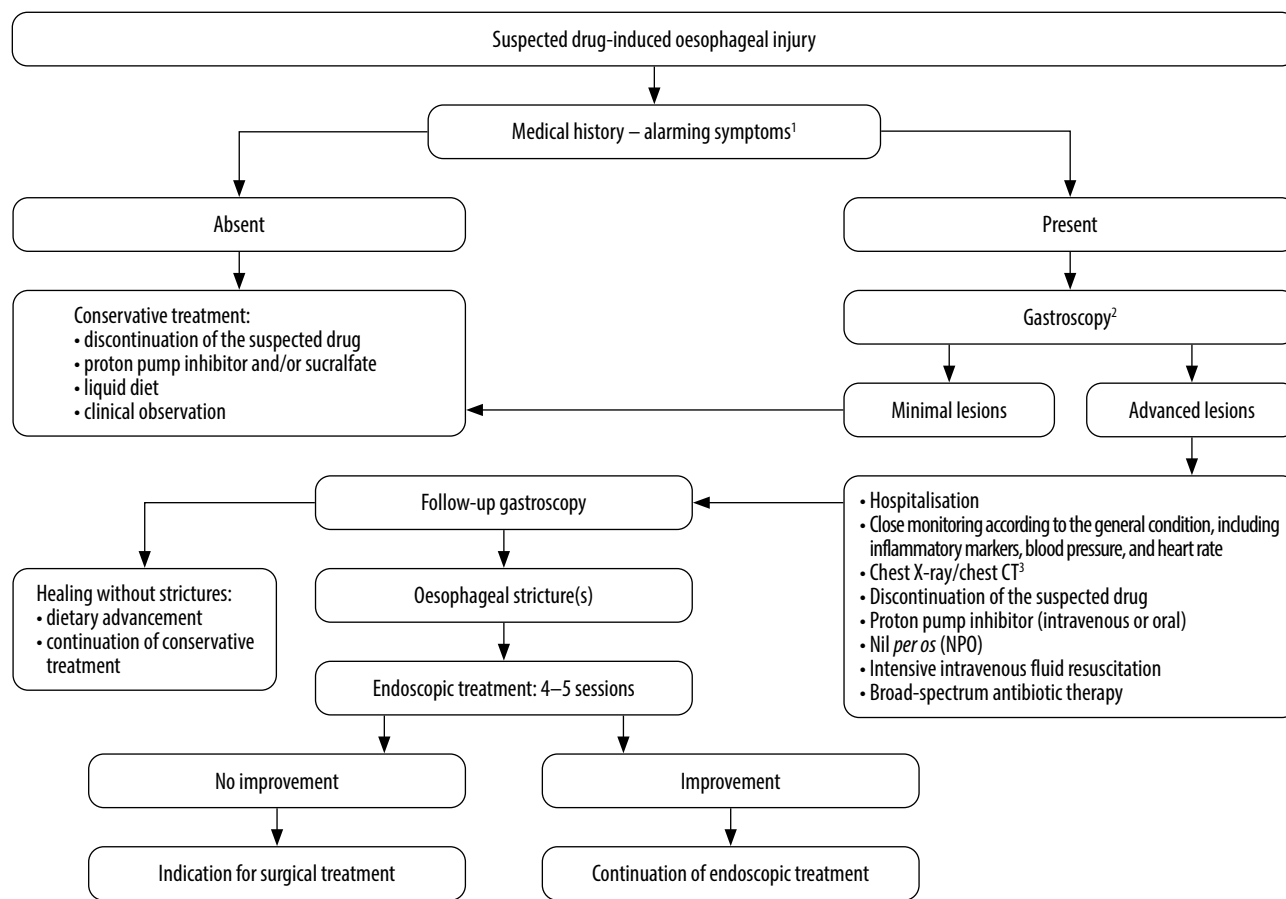 Suspected drug-induced oesophageal injury
Medical history – alarming symptoms¹
Absent
Present
Conservative treatment:
• discontinuation of the suspected drug
• proton pump inhibitor and/or sucralfate
• liquid diet
• clinical observation
Gastroscopy²
Minimal lesions
Advanced lesions
Follow-up gastroscopy
• Hospitalisation
• Close monitoring according to the general condition, including
inflammatory markers, blood pressure, and heart rate
• Chest X-ray/chest CT³
• Discontinuation of the suspected drug
• Proton pump inhibitor (intravenous or oral)
• Nil per os (NPO)
• Intensive intravenous fluid resuscitation
• Broad-spectrum antibiotic therapy
Healing without strictures:
• dietary advancement
• continuation of conservative
treatment
Oesophageal stricture(s)
Endoscopic treatment: 4–5 sessions
No improvement
Improvement
Indication for surgical treatment
Continuation of endoscopic treatment